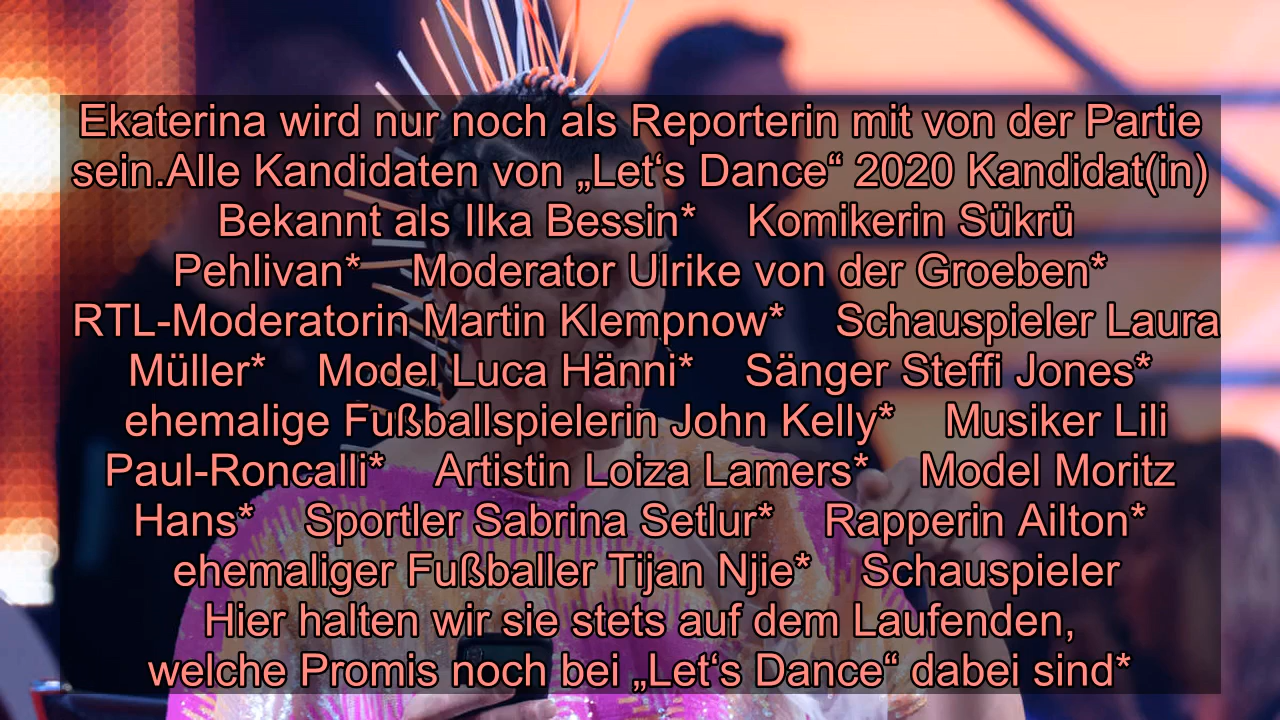 Ekaterina wird nur noch als Reporterin mit von der Partie
sein.Alle Kandidaten von „Let‘s Dance“ 2020 Kandidat(in)
Bekannt als Ilka Bessin* Komikerin Sükrü
Pehlivan* Moderator Ulrike von der Groeben*
RTL-Moderatorin Martin Klempnow* Schauspieler Laura
Müller* Model Luca Hänni* Sänger Steffi Jones*
ehemalige Fußballspielerin John Kelly* Musiker Lili
Paul-Roncalli* Artistin Loiza Lamers* Model Moritz
Hans* Sportler Sabrina Setlur* Rapperin Ailton*
ehemaliger Fußballer Tijan Njie* Schauspieler
Hier halten wir sie stets auf dem Laufenden,
welche Promis noch bei „Let‘s Dance“ dabei sind*